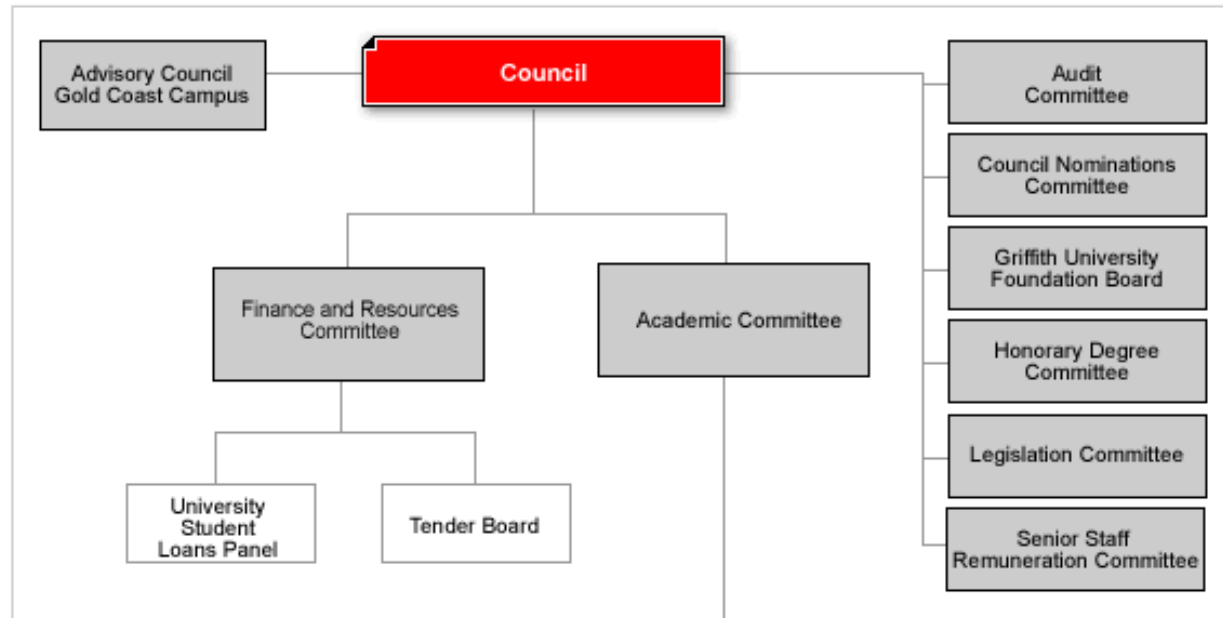 Advisory Council
Gold Coast Campus
Council
Audit
Committee
Council Nominations
Committee
Griffith University
Foundation Board
Honorary Degree
Committee
Legislation Committee
Senior Staff
Remuneration Committee
Finance and Resources
Committee
Academic Committee
University
Student
Loans Panel
Tender Board